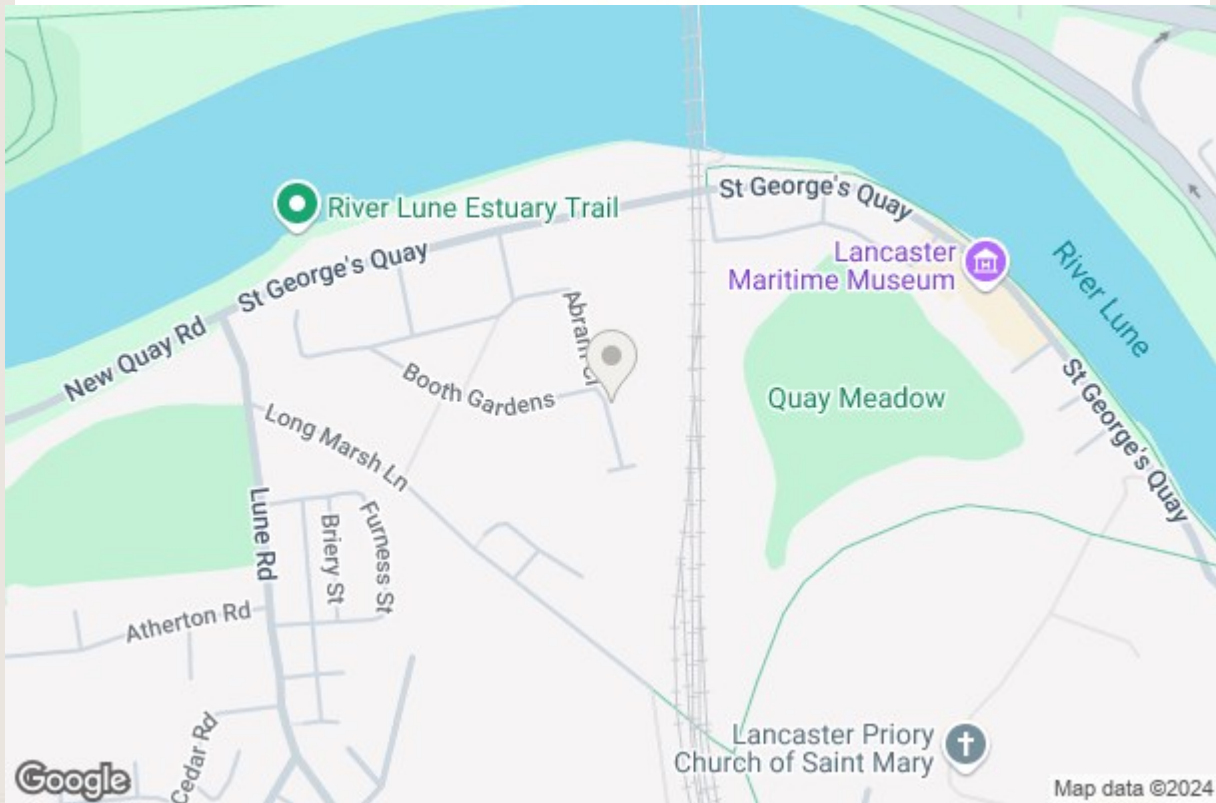 St George's Quay
River Lune Estuary Trail
Lancaster
Maritime Museum
River Lune
St George's Quay
New Quay Rd
Booth Gardens
Quay Meadow
St George's Quay
Long Marsh Ln
Lune Rd
Briery St
Furness St
Atherton Rd
Cedar Rd
Lancaster Priory
Church of Saint Mary
Google
Map data ©2024